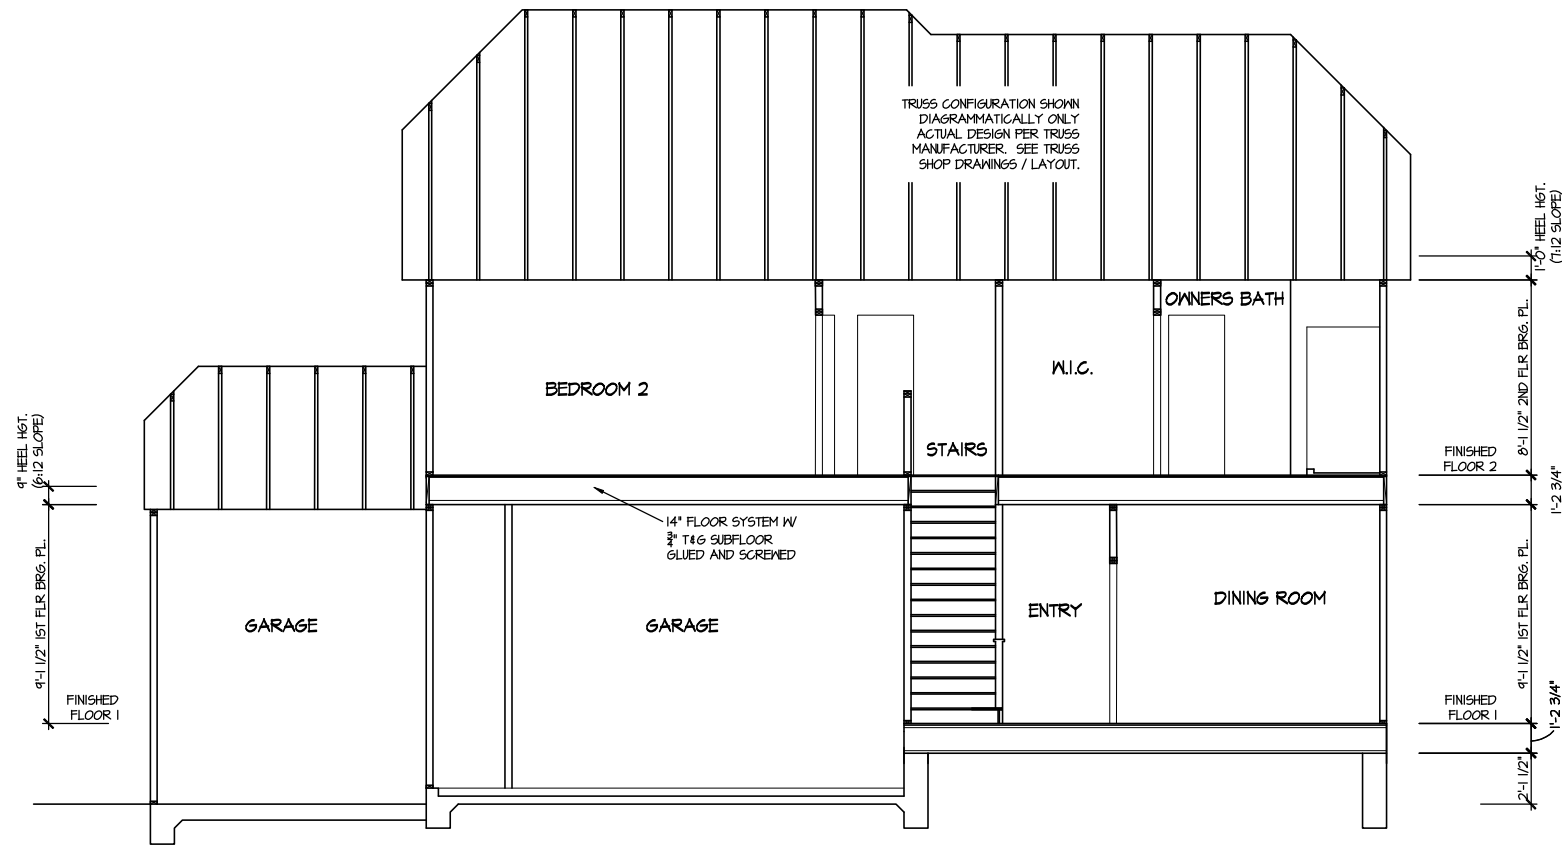 TRUSS CONFIGURATION SHOWN
DIAGRAMMATICALLY ONLY
ACTUAL DESIGN PER TRUSS
MANUFACTURER. SEE TRUSS
SHOP DRAWINGS / LAYOUT.
1'-0" HEEL HGT.
(7:12 SLOPE)
OWNERS BATH
W.I.C.
BEDROOM 2
STAIRS
8'-1 1/2" 2ND FLR BRG. PL.
FINISHED
FLOOR 2
1'-2 3/4"
9" HEEL HGT.
(6:12 SLOPE)
14" FLOOR SYSTEM W/
3/4" T&G SUBFLOOR
GLUED AND SCREWED
9'-1 1/2" 1ST FLR BRG. PL.
GARAGE
GARAGE
ENTRY
DINING ROOM
9'-1 1/2" 1ST FLR BRG. PL.
FINISHED
FLOOR 1
FINISHED
FLOOR 1
1'-2 3/4"
2'-1 1/2"